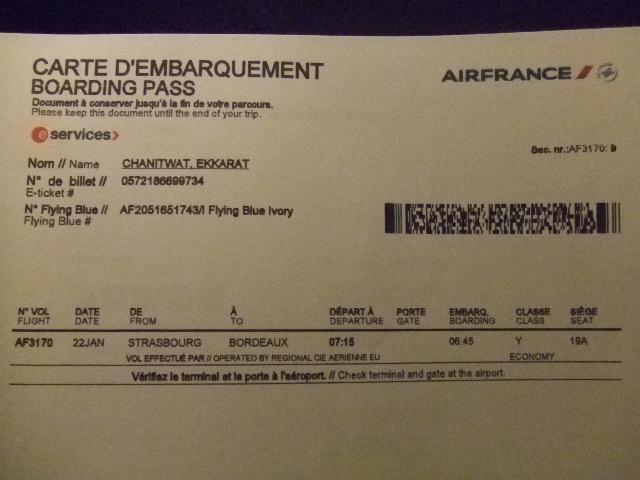 CARTE D'EMBARQUEMENT
BOARDING PASS
AIRFRANCE
Document à conserver jusqu'à la fin de votre parcours.
Please keep this document until the end of your trip.
e services
Sec. nr.:AF3170: 9
Nom // Name CHANITWAT, EKKARAT
N° de billet // 0572186699734
E-ticket #
N° Flying Blue // AF2051651743/I Flying Blue Ivory
Flying Blue #
N° VOL DATE DE À DÉPART À PORTE EMBARQ. CLASSE SIÈGE
FLIGHT DATE FROM TO DEPARTURE GATE BOARDING CLASS SEAT
AF3170 22JAN STRASBOURG BORDEAUX 07:15 06:45 Y 19A
VOL EFFECTUÉ PAR // OPERATED BY REGIONAL CIE AERIENNE EU ECONOMY
Vérifiez le terminal et la porte à l'aéroport. // Check terminal and gate at the airport.